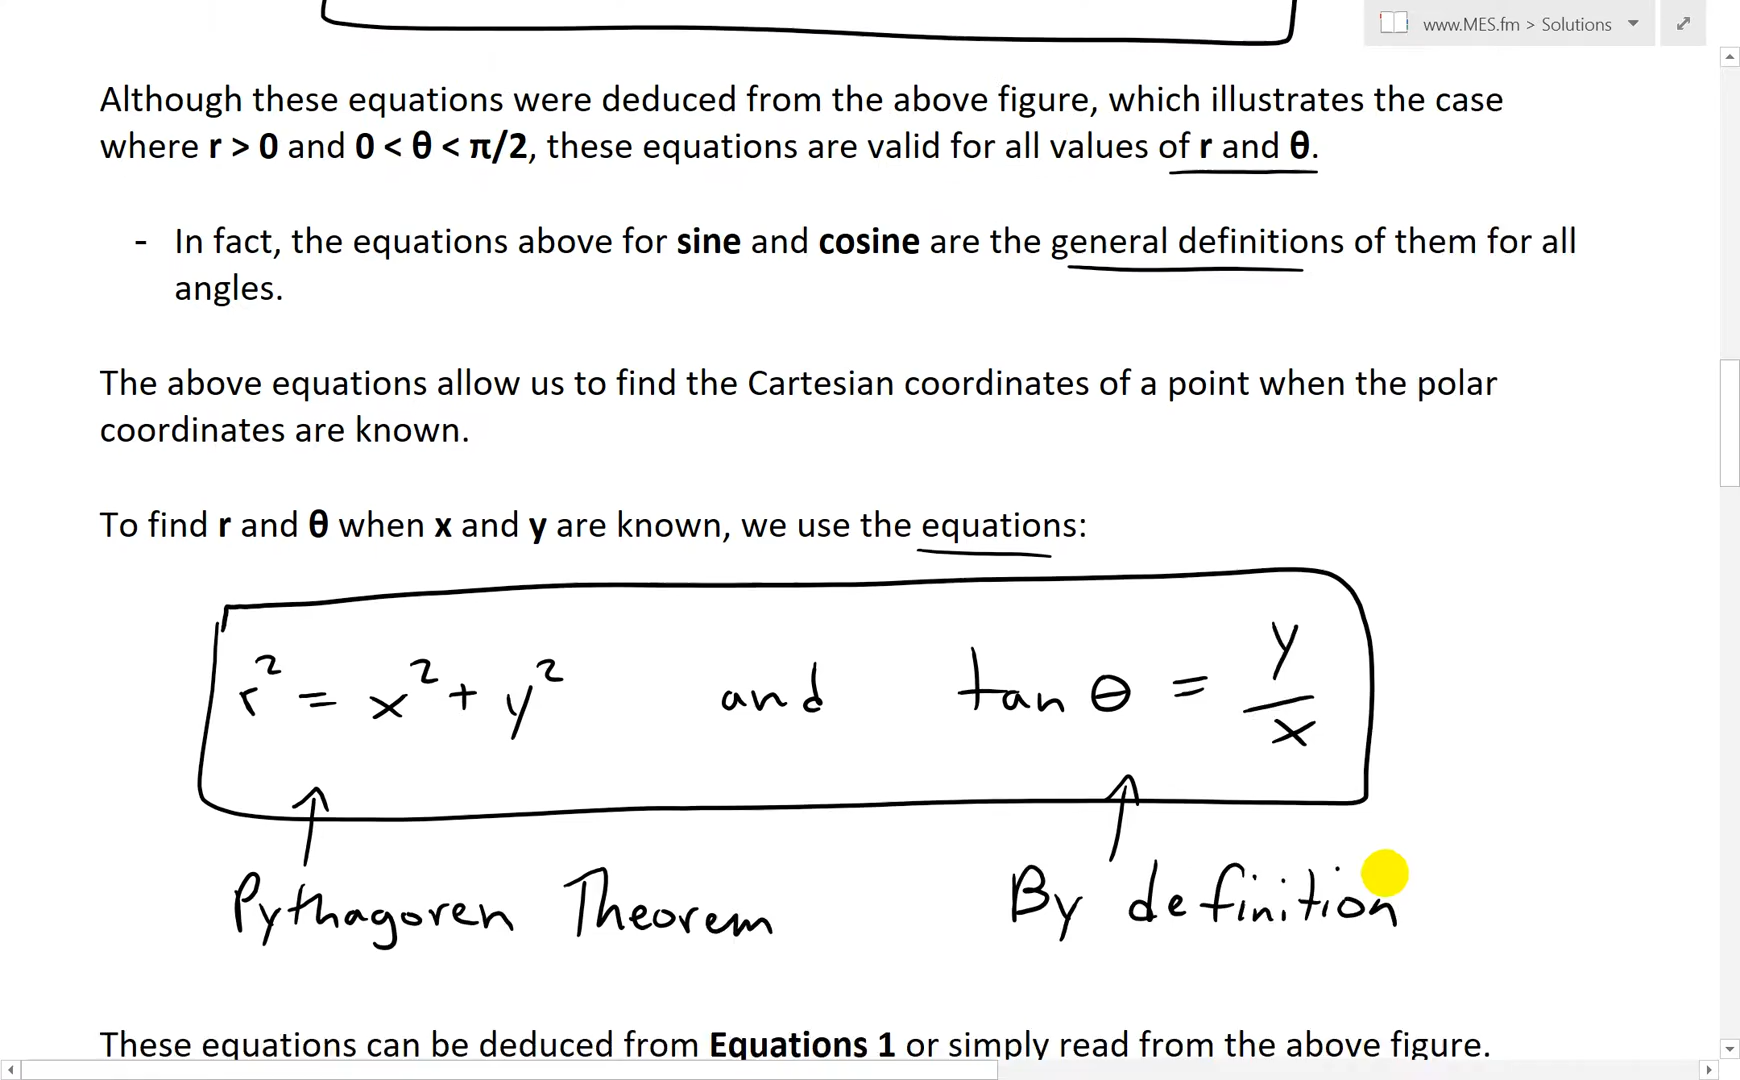 www.MES.fm > Solutions
Although these equations were deduced from the above figure, which illustrates the case
where r > 0 and 0 < θ < π/2, these equations are valid for all values of r and θ.
- In fact, the equations above for sine and cosine are the general definitions of them for all
angles.
The above equations allow us to find the Cartesian coordinates of a point when the polar
coordinates are known.
To find r and θ when x and y are known, we use the equations:
r² = x² + y² and tan θ = y/x
Pythagoren Theorem By definition
These equations can be deduced from Equations 1 or simply read from the above figure.